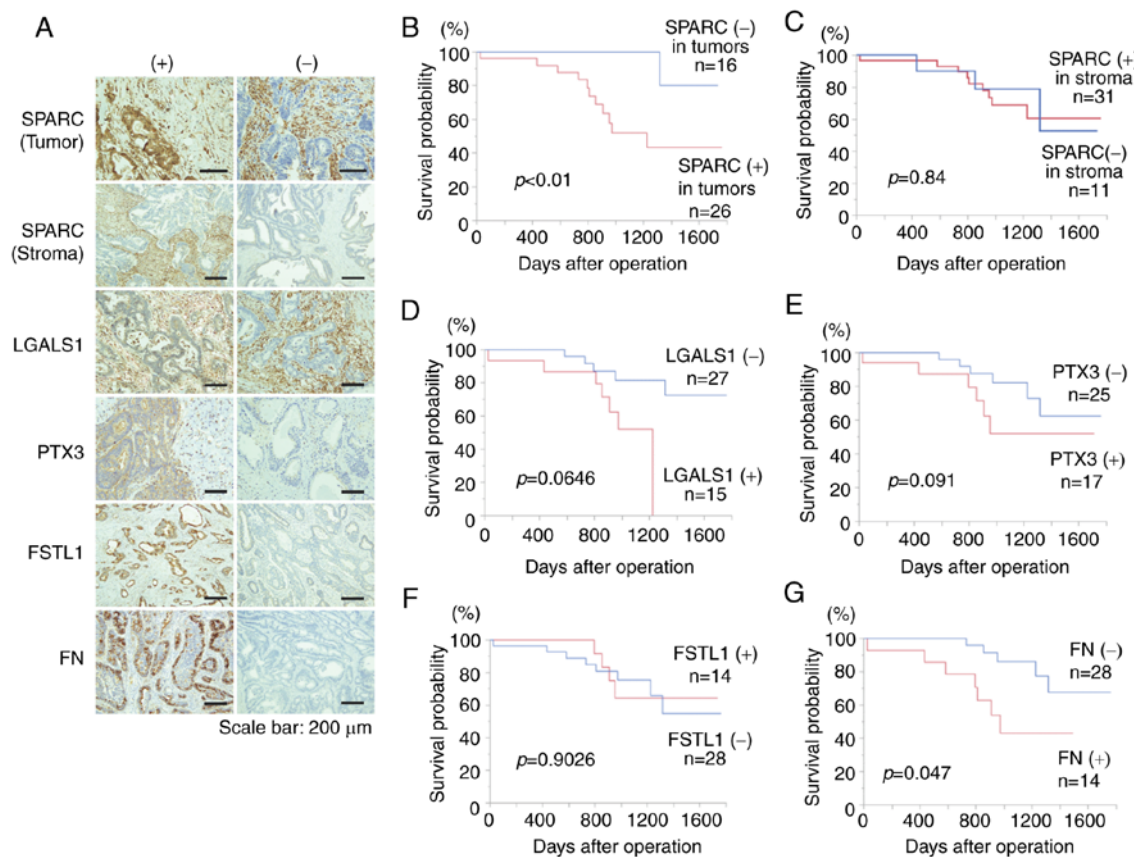 A
(+)
(−)
SPARC
(Tumor)
SPARC
(Stroma)
LGALS1
PTX3
FSTL1
FN
Scale bar: 200 μm
B
(%)
Survival probability
100
80
60
40
20
0
SPARC (−)
in tumors
n=16
p<0.01
SPARC (+)
in tumors
n=26
0 400 800 1200 1600
Days after operation
C
(%)
Survival probability
100
80
60
40
20
0
SPARC (+)
in stroma
n=31
SPARC(−)
in stroma
n=11
p=0.84
0 400 800 1200 1600
Days after operation
D
(%)
Survival probability
100
80
60
40
20
0
LGALS1 (−)
n=27
p=0.0646
LGALS1 (+)
n=15
0 400 800 1200 1600
Days after operation
E
(%)
Survival probability
100
80
60
40
20
0
PTX3 (−)
n=25
PTX3 (+)
n=17
p=0.091
0 400 800 1200 1600
Days after operation
F
(%)
Survival probability
100
80
60
40
20
0
FSTL1 (+)
n=14
FSTL1 (−)
n=28
p=0.9026
0 400 800 1200 1600
Days after operation
G
(%)
Survival probability
100
80
60
40
20
0
FN (−)
n=28
FN (+)
n=14
p=0.047
0 400 800 1200 1600
Days after operation